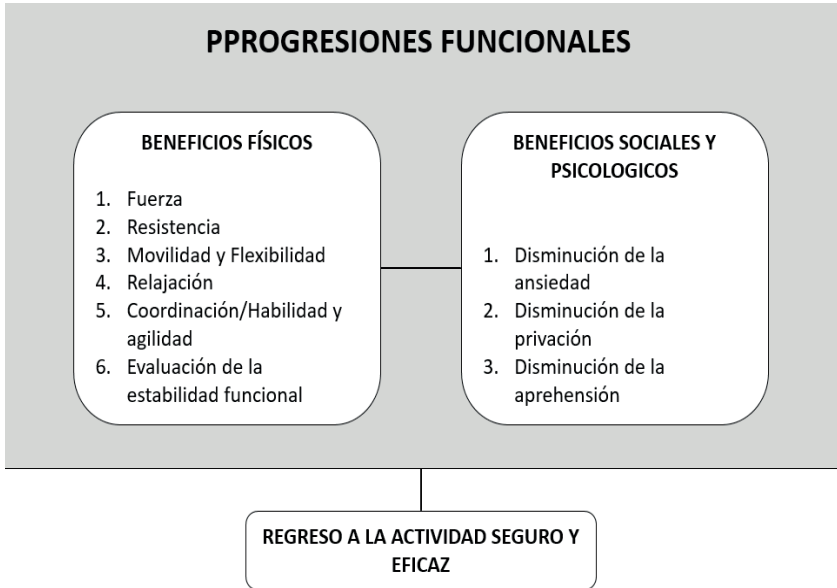 PPROGRESIONES FUNCIONALES
BENEFICIOS FÍSICOS
1. Fuerza
2. Resistencia
3. Movilidad y Flexibilidad
4. Relajación
5. Coordinación/Habilidad y
agilidad
6. Evaluación de la
estabilidad funcional
BENEFICIOS SOCIALES Y
PSICOLOGICOS
1. Disminución de la
ansiedad
2. Disminución de la
privación
3. Disminución de la
aprehensión
REGRESO A LA ACTIVIDAD SEGURO Y
EFICAZ